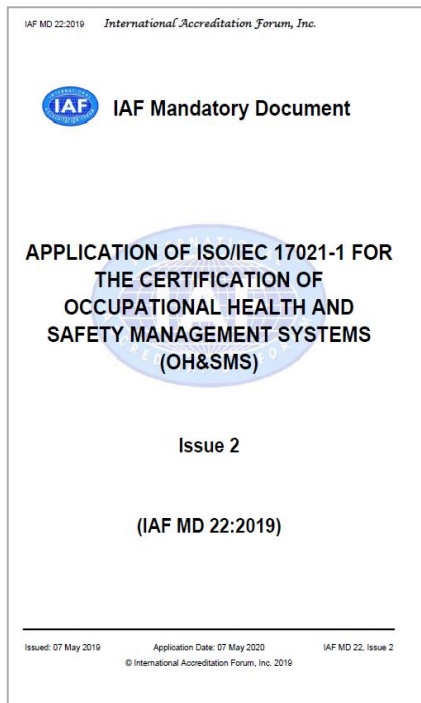 IAF MD 22:2019 International Accreditation Forum, Inc.
IAF
IAF Mandatory Document
APPLICATION OF ISO/IEC 17021-1 FOR
THE CERTIFICATION OF
OCCUPATIONAL HEALTH AND
SAFETY MANAGEMENT SYSTEMS
(OH&SMS)
Issue 2
(IAF MD 22:2019)
Issued: 07 May 2019 Application Date: 07 May 2020 IAF MD 22, Issue 2
© International Accreditation Forum, Inc. 2019